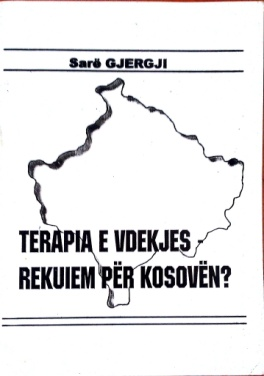 Sarë GJERGJI
TERAPIA E VDEKJES -
REKUIEM PËR KOSOVËN?